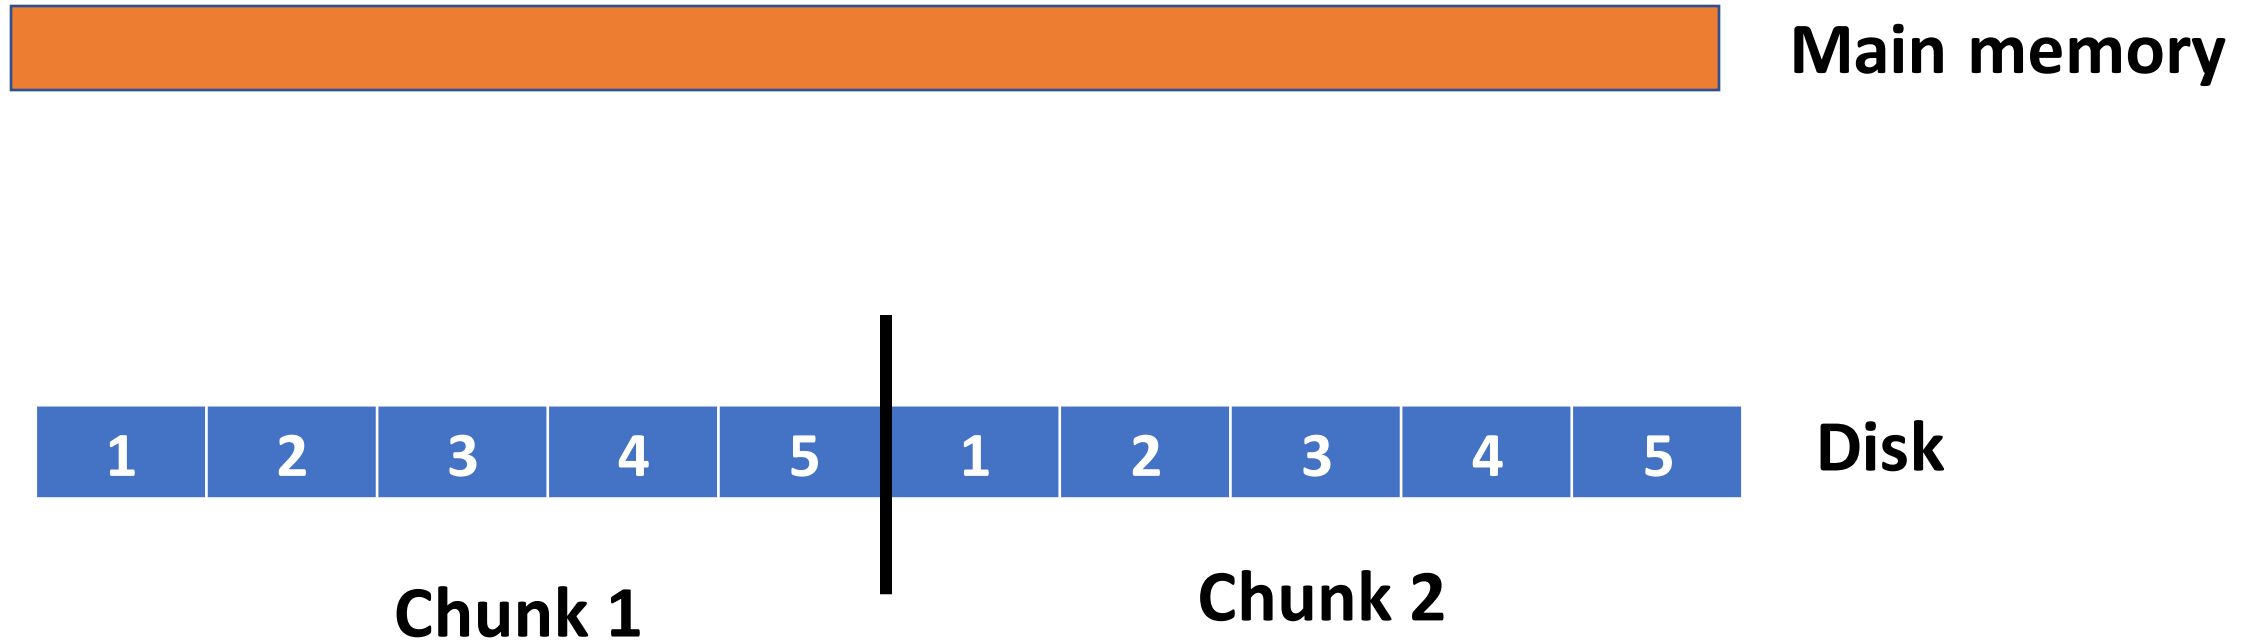 Main memory
1 2 3 4 5 1 2 3 4 5 Disk
Chunk 1 Chunk 2